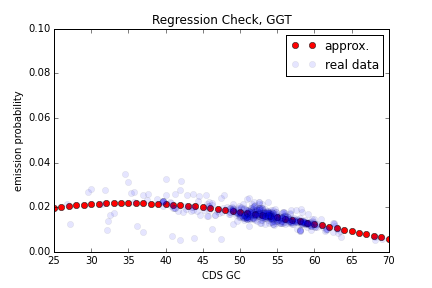 Regression Check, GGT
0.10
0.08
0.06
0.04
0.02
0.00
emission probability
approx.
real data
25 30 35 40 45 50 55 60 65 70
CDS GC